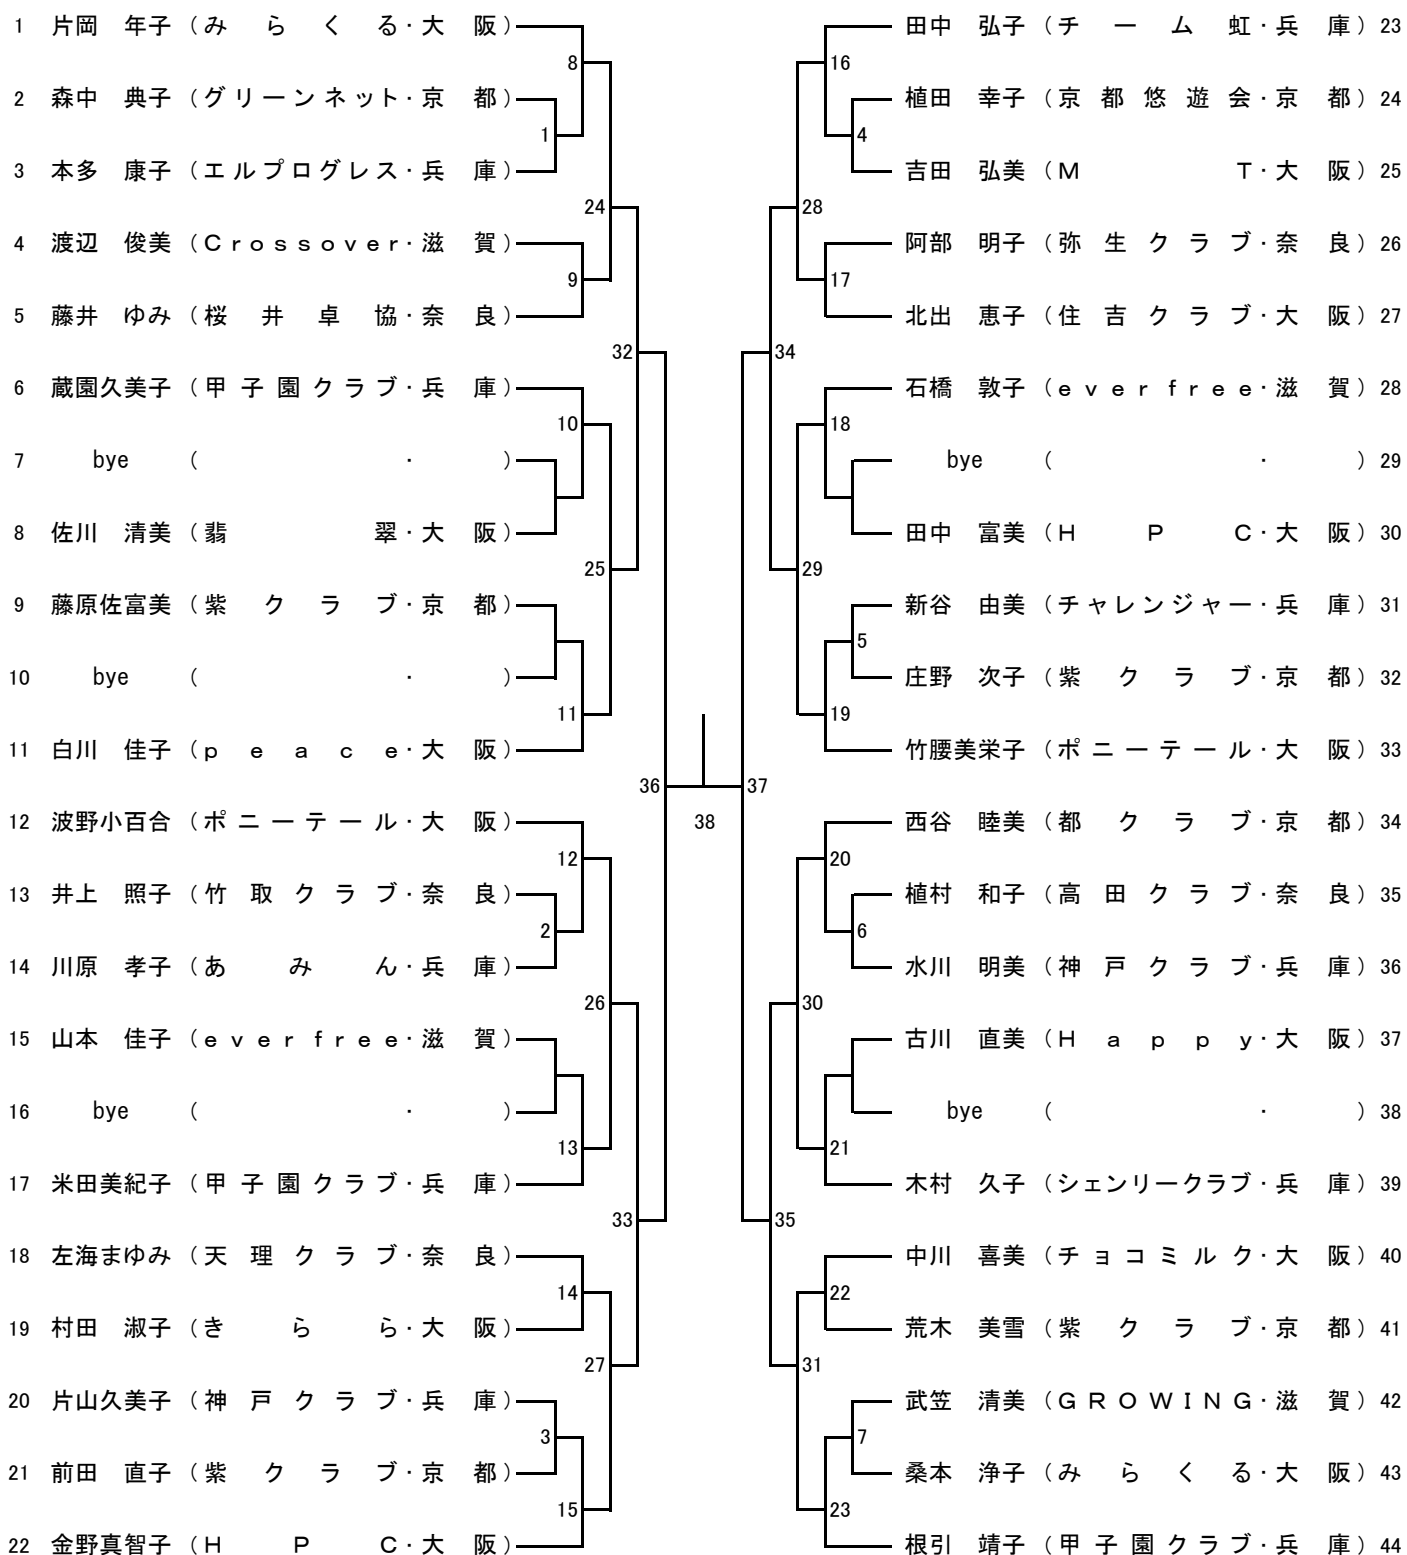 1 片岡 年子 (みらくる・大 阪)
2 森中 典子 (グリーンネット・京 都)
3 本多 康子 (エルプログレス・兵 庫)
4 渡辺 俊美 (Crossover・滋 賀)
5 藤井 ゆみ (桜井卓協・奈 良)
6 蔵園久美子 (甲子園クラブ・兵 庫)
7 bye ( ・ )
8 佐川 清美 (翡翠・大 阪)
9 藤原佐富美 (紫クラブ・京 都)
10 bye ( ・ )
11 白川 佳子 (peace・大 阪)
12 波野小百合 (ポニーテール・大 阪)
13 井上 照子 (竹取クラブ・奈 良)
14 川原 孝子 (あみん・兵 庫)
15 山本 佳子 (everfree・滋 賀)
16 bye ( ・ )
17 米田美紀子 (甲子園クラブ・兵 庫)
18 左海まゆみ (天理クラブ・奈 良)
19 村田 淑子 (きらら・大 阪)
20 片山久美子 (神戸クラブ・兵 庫)
21 前田 直子 (紫クラブ・京 都)
22 金野真智子 (HPC・大 阪)
8
1
24
9
32
10
25
11
36
12
2
26
13
33
14
27
3
15
38
16
4
28
17
34
18
29
5
19
37
20
6
30
21
35
22
31
7
23
田中 弘子 (チーム虹・兵 庫) 23
植田 幸子 (京都悠遊会・京 都) 24
吉田 弘美 (MT・大 阪) 25
阿部 明子 (弥生クラブ・奈 良) 26
北出 恵子 (住吉クラブ・大 阪) 27
石橋 敦子 (everfree・滋 賀) 28
bye ( ・ ) 29
田中 富美 (HPC・大 阪) 30
新谷 由美 (チャレンジャー・兵 庫) 31
庄野 次子 (紫クラブ・京 都) 32
竹腰美栄子 (ポニーテール・大 阪) 33
西谷 睦美 (都クラブ・京 都) 34
植村 和子 (高田クラブ・奈 良) 35
水川 明美 (神戸クラブ・兵 庫) 36
古川 直美 (Happy・大 阪) 37
bye ( ・ ) 38
木村 久子 (シェンリークラブ・兵 庫) 39
中川 喜美 (チョコミルク・大 阪) 40
荒木 美雪 (紫クラブ・京 都) 41
武笠 清美 (GROWING・滋 賀) 42
桑本 浄子 (みらくる・大 阪) 43
根引 靖子 (甲子園クラブ・兵 庫) 44